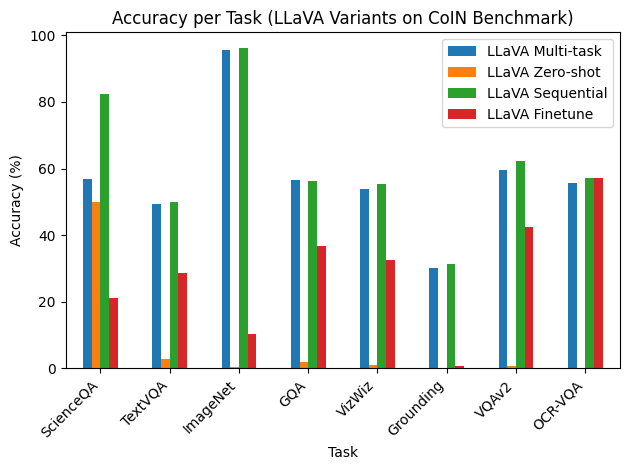 Accuracy per Task (LLaVA Variants on CoIN Benchmark)
LLaVA Multi-task
LLaVA Zero-shot
LLaVA Sequential
LLaVA Finetune
Accuracy (%)
100
80
60
40
20
0
ScienceQA
TextVQA
ImageNet
GQA
VizWiz
Grounding
VQAv2
OCR-VQA
Task